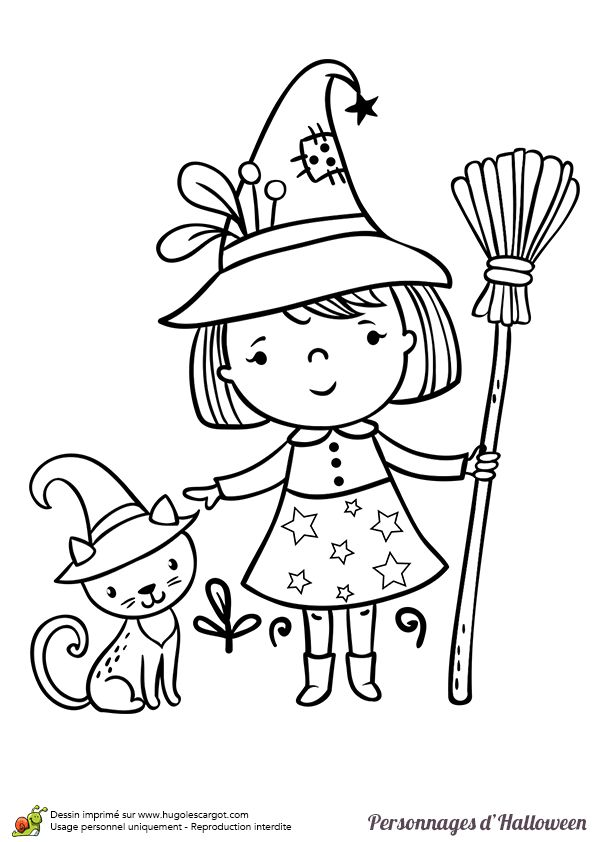 Dessin imprimé sur www.hugolescargot.com
Usage personnel uniquement - Reproduction interdite
Personnages d'Halloween